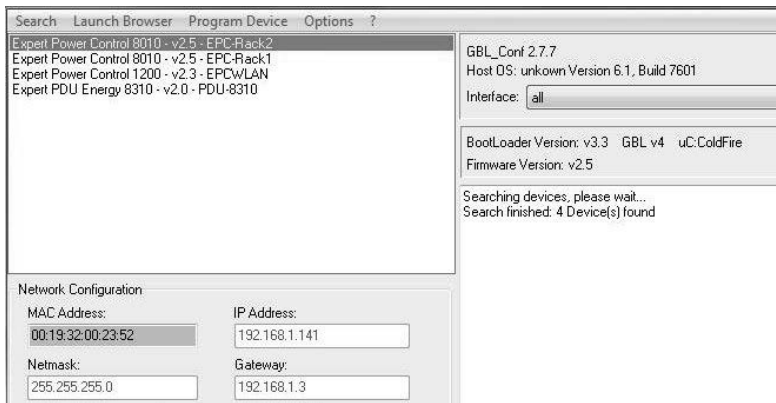 Search Launch Browser Program Device Options ?
Expert Power Control 8010 - v2.5 - EPC-Rack2
Expert Power Control 8010 - v2.5 - EPC-Rack1
Expert Power Control 1200 - v2.3 - EPCWLAN
Expert PDU Energy 8310 - v2.0 - PDU-8310
GBL_Conf 2.7.7
Host OS: unkown Version 6.1, Build 7601
Interface: all
BootLoader Version: v3.3 GBL v4 uC:ColdFire
Firmware Version: v2.5
Searching devices, please wait...
Search finished: 4 Device(s) found
Network Configuration
MAC Address: IP Address:
00:19:32:00:23:52 192.168.1.141
Netmask: Gateway:
255.255.255.0 192.168.1.3